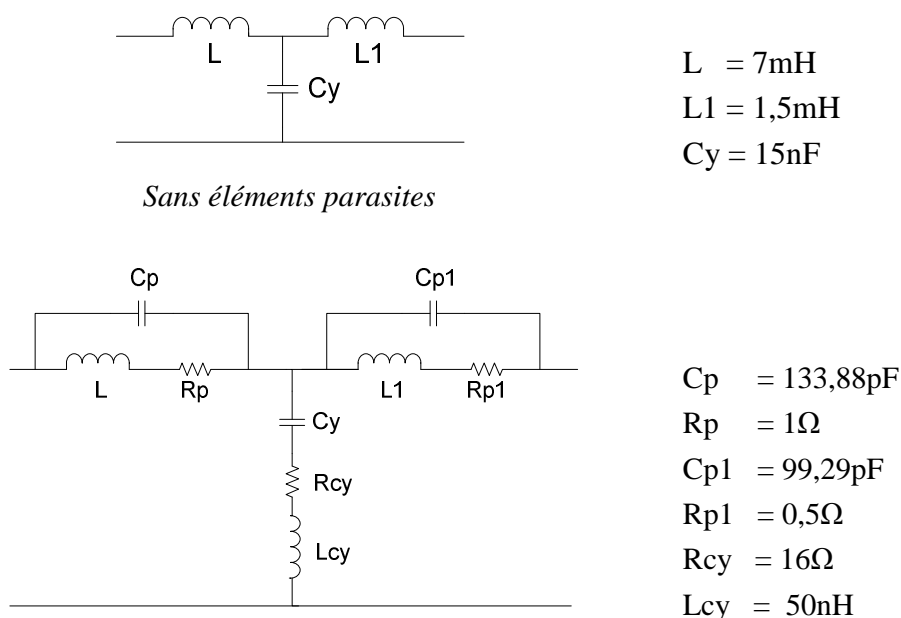 L
L1
Cy
L = 7mH
L1 = 1,5mH
Cy = 15nF
Sans éléments parasites
Cp
Cp1
L
Rp
L1
Rp1
Cy
Rcy
Lcy
Cp = 133,88pF
Rp = 1Ω
Cp1 = 99,29pF
Rp1 = 0,5Ω
Rcy = 16Ω
Lcy = 50nH